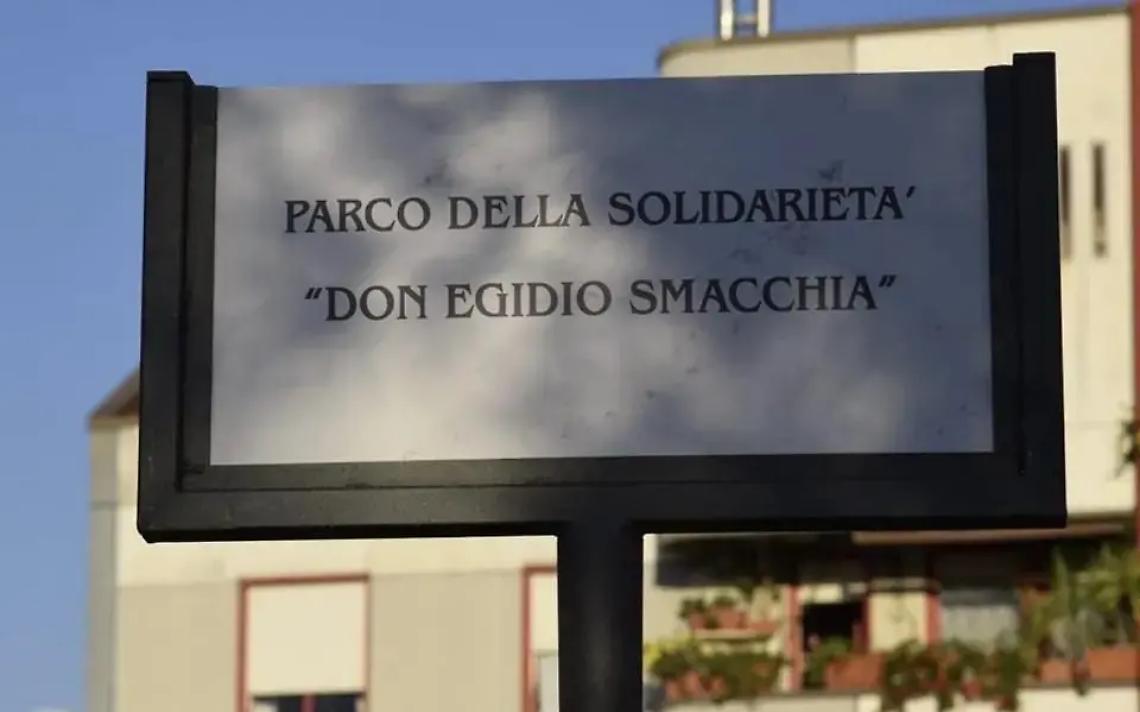 PARCO DELLA SOLIDARIETA'
"DON EGIDIO SMACCHIA"